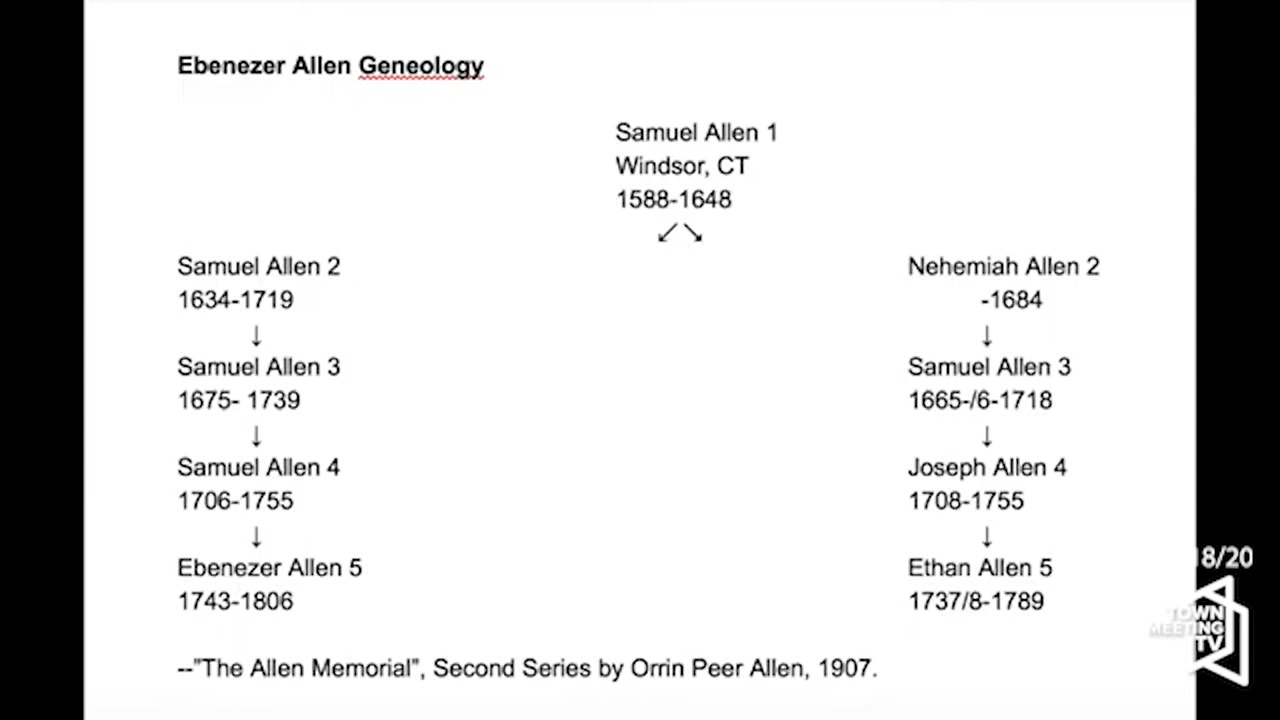 Ebenezer Allen Geneology
Samuel Allen 1
Windsor, CT
1588-1648
↙↘
Samuel Allen 2
1634-1719
↓
Samuel Allen 3
1675- 1739
↓
Samuel Allen 4
1706-1755
↓
Ebenezer Allen 5
1743-1806
Nehemiah Allen 2
-1684
↓
Samuel Allen 3
1665-/6-1718
↓
Joseph Allen 4
1708-1755
↓
Ethan Allen 5
1737/8-1789
--"The Allen Memorial", Second Series by Orrin Peer Allen, 1907.
18/20
TOWN
MEETING
TV